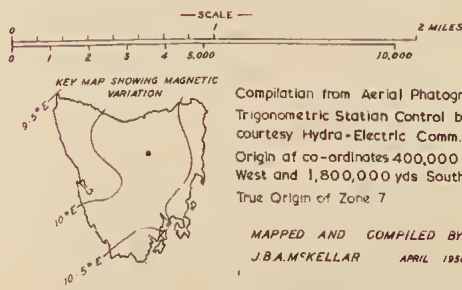 SCALE
0 1 2 MILES
0 1 2 3 4 5,000 10,000
KEY MAP SHOWING MAGNETIC
VARIATION
9·5° E
10° E
10·5° E
Compilation from Aerial Photogr
Trigonometric Station Control b
courtesy Hydra-Electric Comm.
Origin of co-ordinates 400,000
West and 1,800,000 yds South
True Origin of Zone 7
MAPPED AND COMPILED BY
J.B.A. McKELLAR APRIL 195